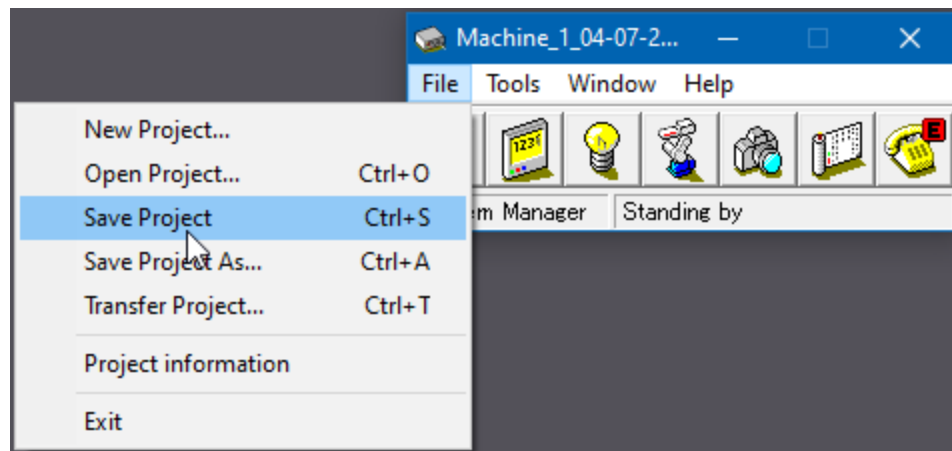 Machine_1_04-07-2...
File Tools Window Help
New Project...
Open Project... Ctrl+O
Save Project Ctrl+S
Save Project As... Ctrl+A
Transfer Project... Ctrl+T
Project information
Exit
123
E
m Manager Standing by